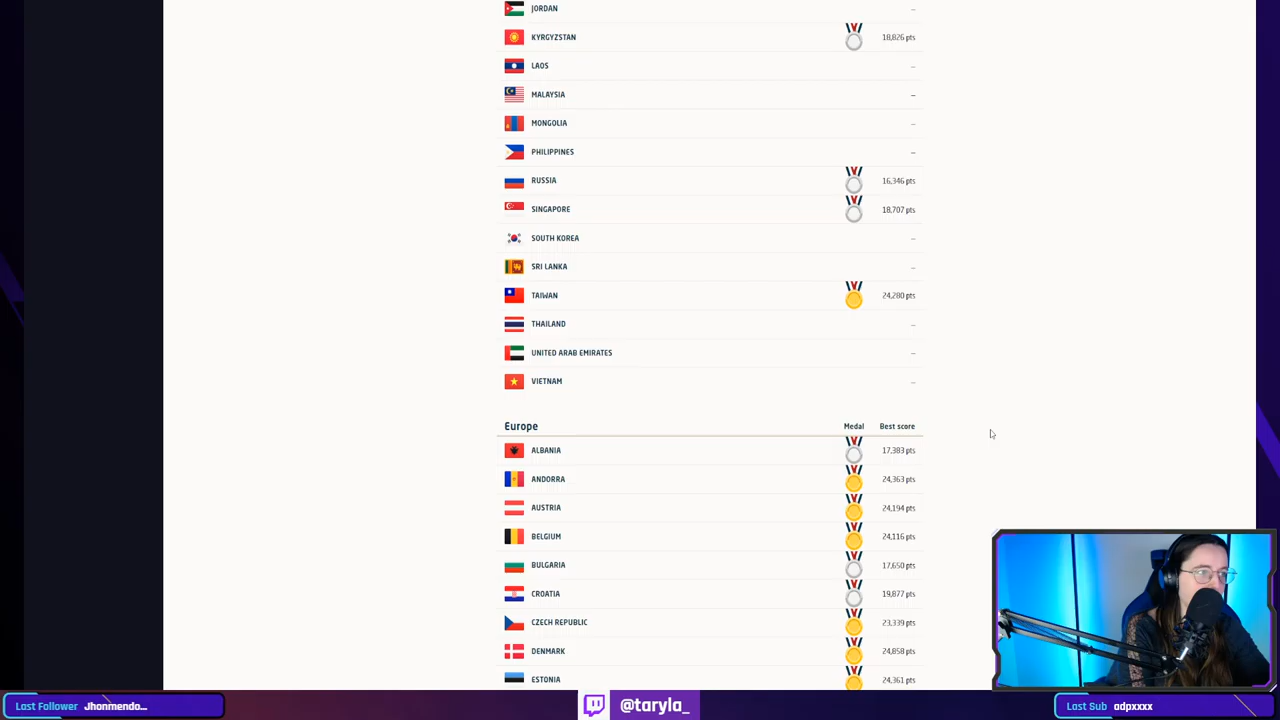 JORDAN –
KYRGYZSTAN 18,826 pts
LAOS –
MALAYSIA –
MONGOLIA –
PHILIPPINES –
RUSSIA 16,346 pts
SINGAPORE 18,707 pts
SOUTH KOREA –
SRI LANKA –
TAIWAN 24,280 pts
THAILAND –
UNITED ARAB EMIRATES –
VIETNAM –
Europe Medal Best score
ALBANIA 17,383 pts
ANDORRA 24,363 pts
AUSTRIA 24,194 pts
BELGIUM 24,116 pts
BULGARIA 17,650 pts
CROATIA 19,877 pts
CZECH REPUBLIC 23,339 pts
DENMARK 24,858 pts
ESTONIA 24,361 pts
Last Follower Jhonmendo...
@taryla_
Last Sub adpxxxx